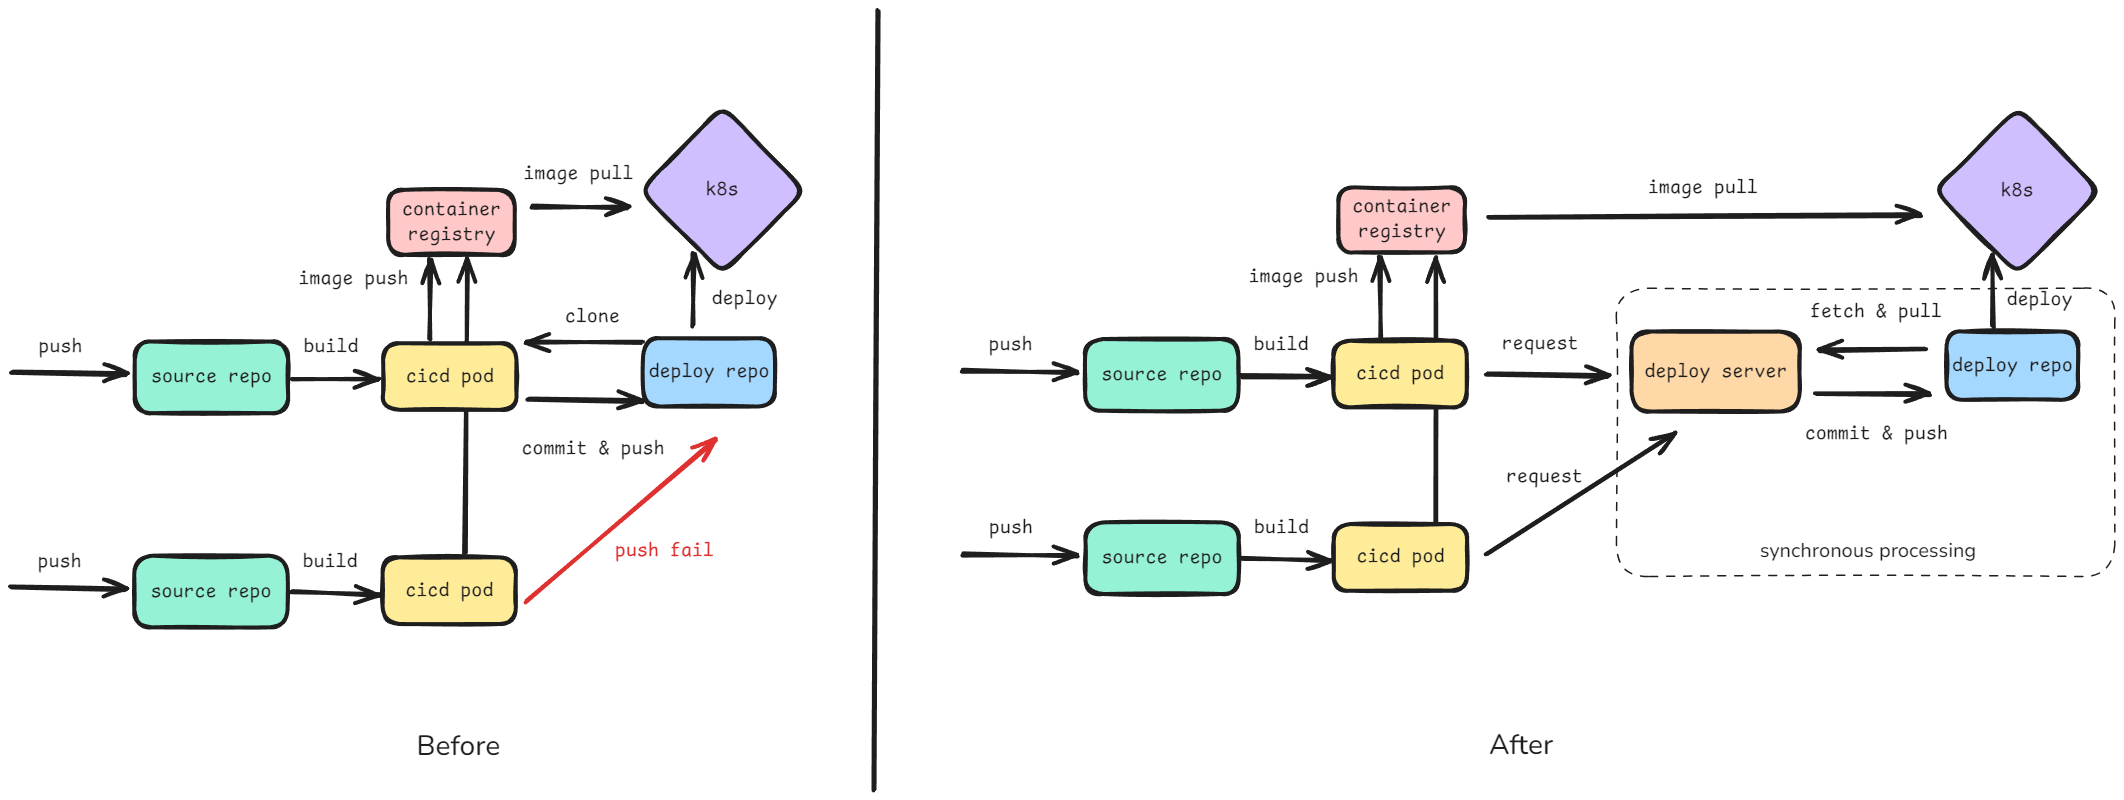 image pull
k8s
container
registry
image push
deploy
clone
push
build
source repo
cicd pod
deploy repo
commit & push
push
build
source repo
cicd pod
push fail
Before
image pull
k8s
container
registry
image push
deploy
fetch & pull
push
build
request
source repo
cicd pod
deploy server
deploy repo
commit & push
request
push
build
source repo
cicd pod
synchronous processing
After